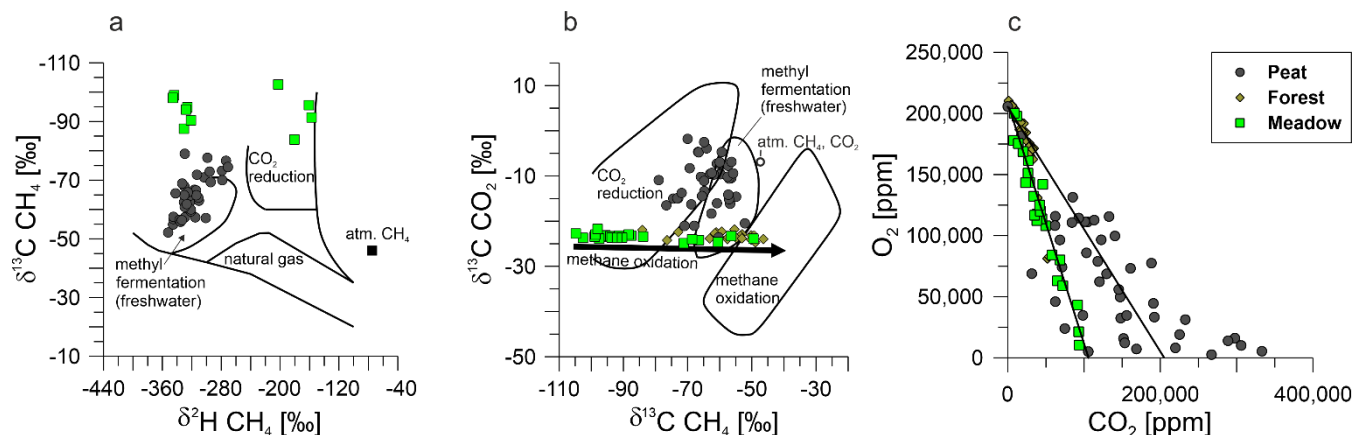 a
-110
-90
-70
-50
-30
-10
δ¹³C CH₄ [‰]
CO₂
reduction
atm. CH₄
methyl
fermentation
(freshwater)
natural gas
-440 -360 -280 -200 -120 -40
δ²H CH₄ [‰]
b
10
-10
-30
-50
δ¹³C CO₂ [‰]
methyl
fermentation
(freshwater)
atm. CH₄, CO₂
CO₂
reduction
methane oxidation
methane
oxidation
-110 -90 -70 -50 -30
δ¹³C CH₄ [‰]
c
250,000
200,000
150,000
100,000
50,000
0
O₂ [ppm]
Peat
Forest
Meadow
0 200,000 400,000
CO₂ [ppm]